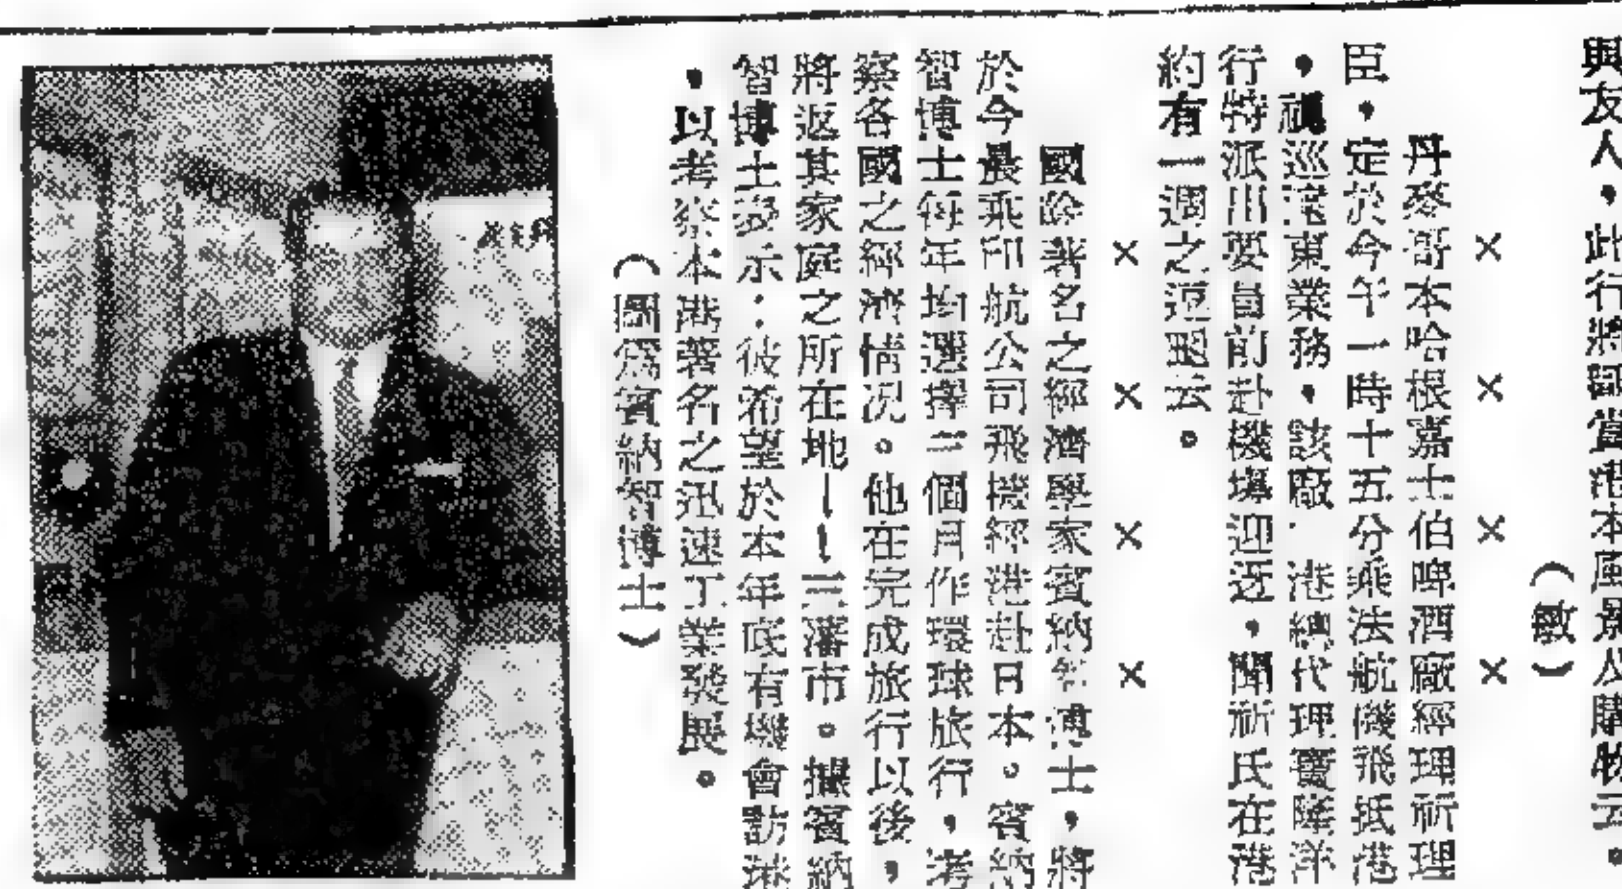 與友人，此行將留當港本風景及購物云。
（敏）
××××
丹麥哥本哈根嘉士伯啤酒廠經理祈理
臣，定於今午一時十五分乘法航機飛抵港
，視巡遠東業務，該廠港總代理慶隆洋
行特派出要員前赴機塲迎迓，聞祈氏在港
約有一週之逗留云。
××××
國際著名之經濟學家賓納智博士，將
於今晨乘印航公司飛機經港赴日本。賓納
智博士每年均選擇三個月作環球旅行，考
察各國之經濟情况。他在完成旅行以後，
將返其家庭之所在地——三藩市。據賓納
智博士表示：彼希望於本年底有機會訪港
，以考察本港著名之迅速工業發展。
（圖爲賓納智博士）